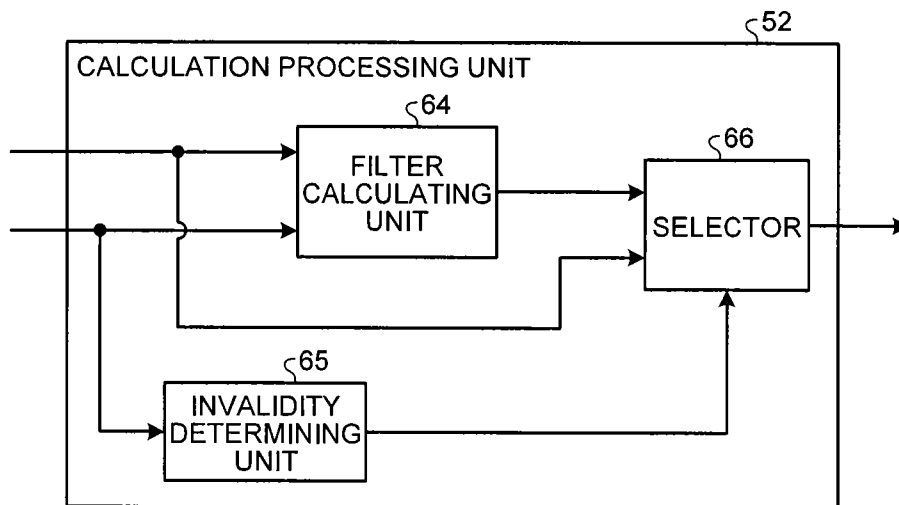 52
CALCULATION PROCESSING UNIT
64
FILTER
CALCULATING
UNIT
66
SELECTOR
65
INVALIDITY
DETERMINING
UNIT